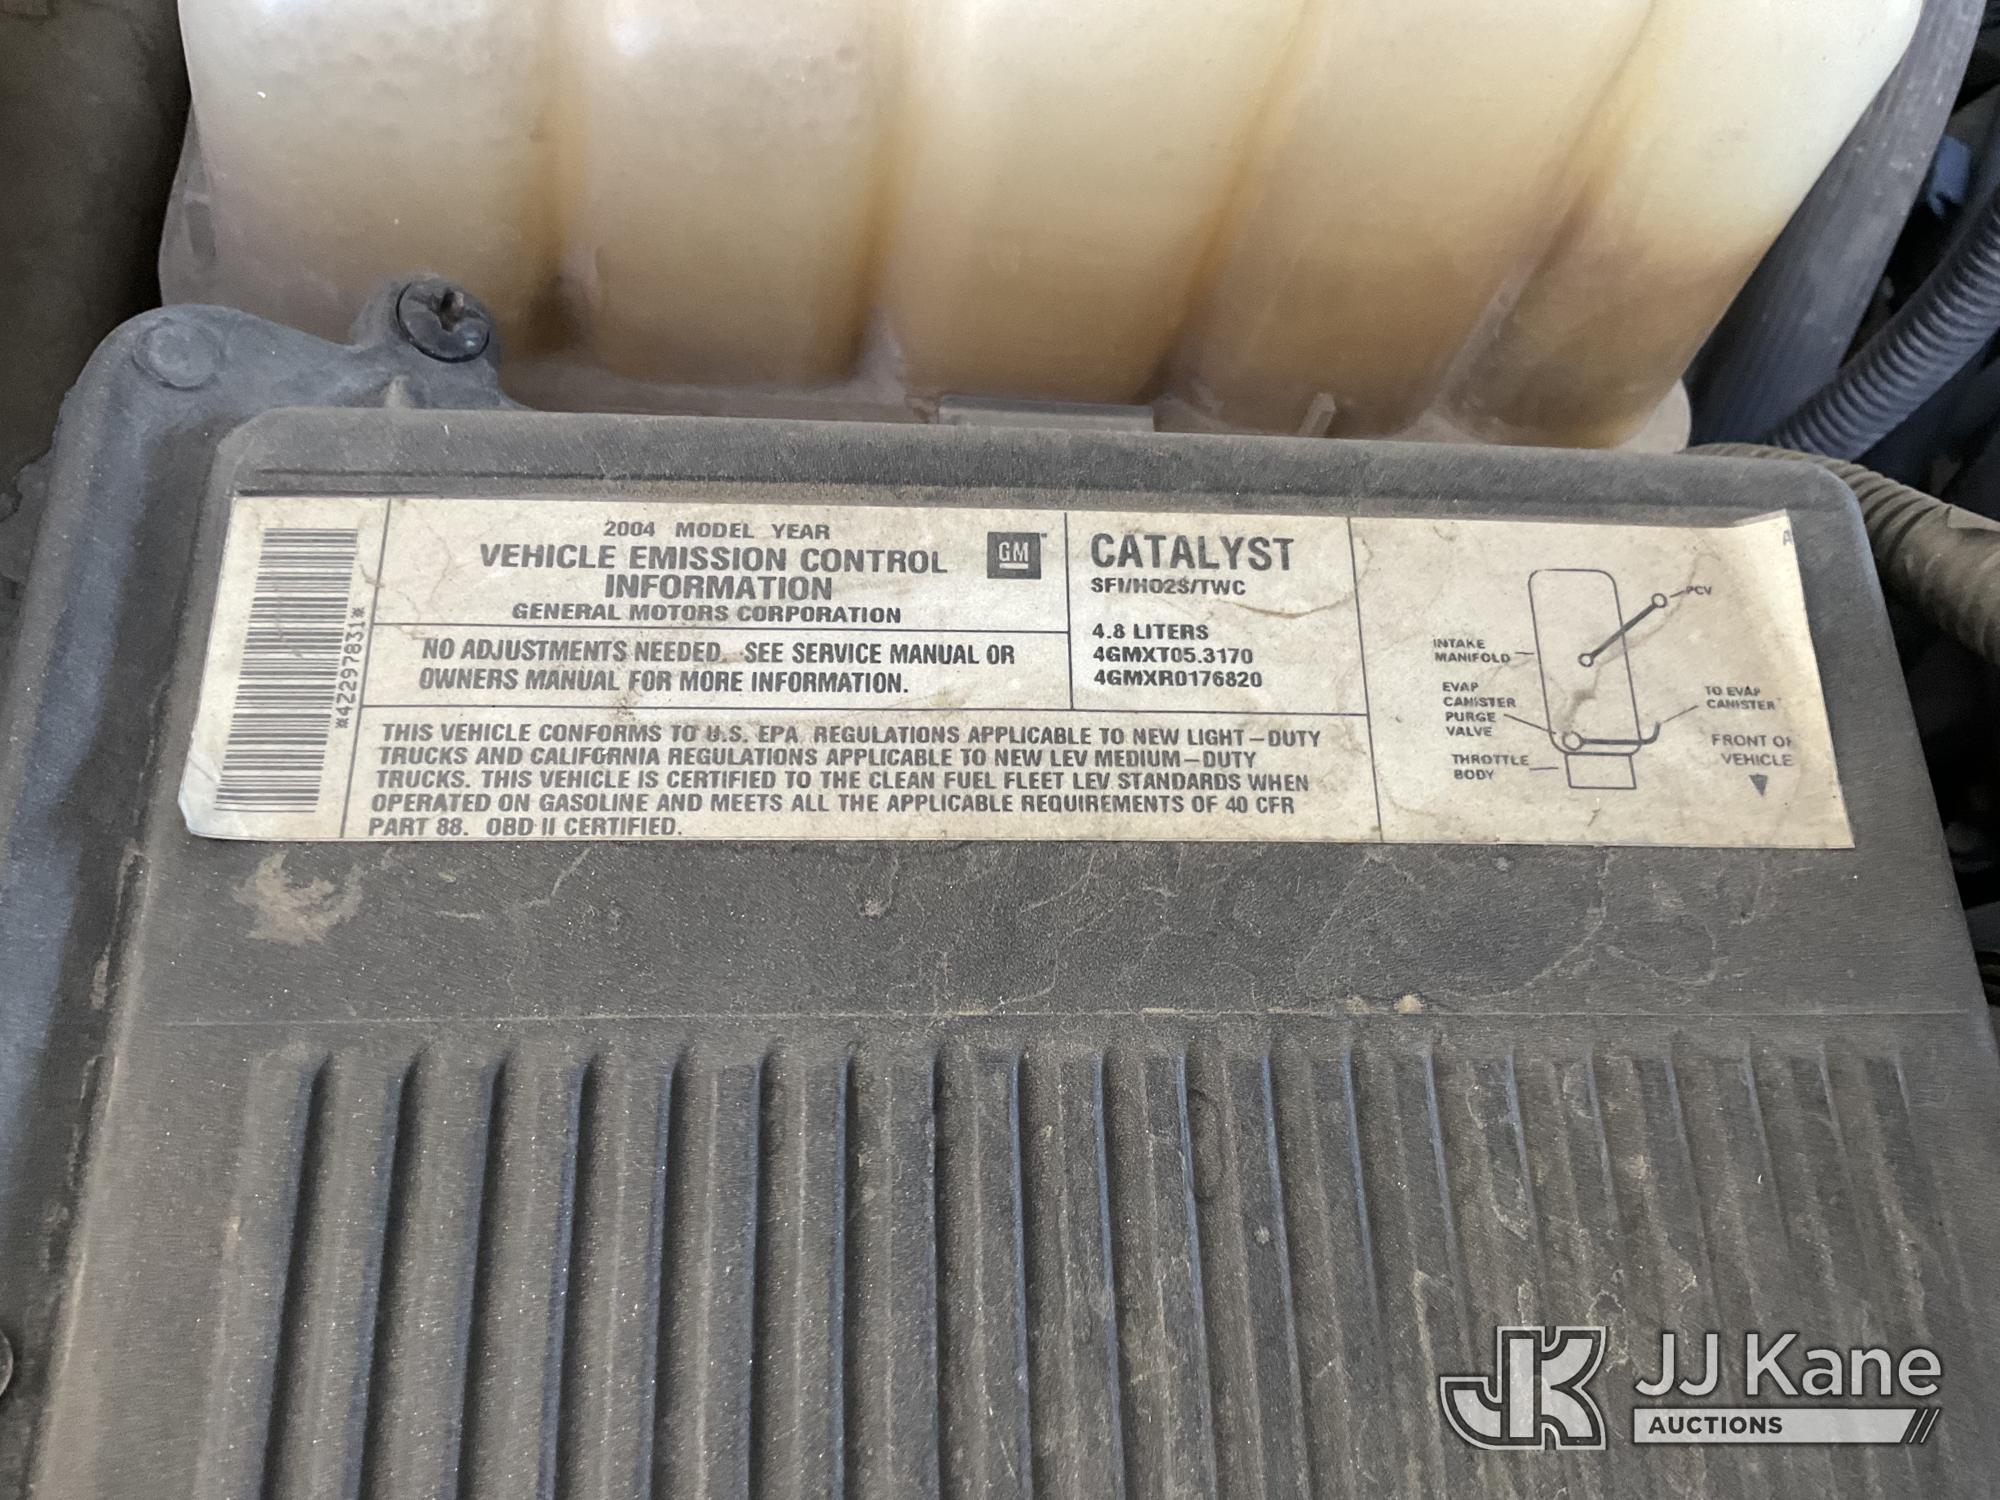 *42297831*
2004 MODEL YEAR
VEHICLE EMISSION CONTROL
INFORMATION
GENERAL MOTORS CORPORATION
GM
NO ADJUSTMENTS NEEDED. SEE SERVICE MANUAL OR
OWNERS MANUAL FOR MORE INFORMATION.
CATALYST
SFI/HO2S/TWC
4.8 LITERS
4GMXT05.3170
4GMXR0176820
THIS VEHICLE CONFORMS TO U.S. EPA REGULATIONS APPLICABLE TO NEW LIGHT-DUTY
TRUCKS AND CALIFORNIA REGULATIONS APPLICABLE TO NEW LEV MEDIUM-DUTY
TRUCKS. THIS VEHICLE IS CERTIFIED TO THE CLEAN FUEL FLEET LEV STANDARDS WHEN
OPERATED ON GASOLINE AND MEETS ALL THE APPLICABLE REQUIREMENTS OF 40 CFR
PART 88. OBD II CERTIFIED.
PCV
INTAKE
MANIFOLD
EVAP
CANISTER
PURGE
VALVE
THROTTLE
BODY
TO EVAP
CANISTER
FRONT OF
VEHICLE
JK JJ Kane
AUCTIONS